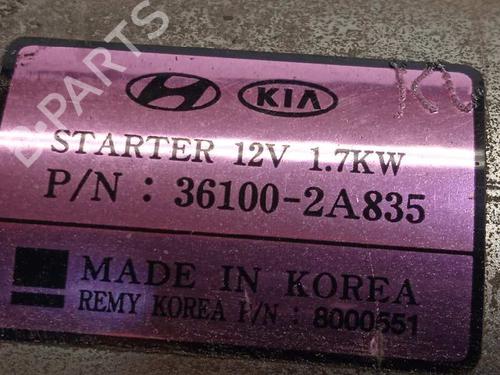 B-PARTS
KIA
STARTER 12V 1.7KW
P/N : 36100-2A835
MADE IN KOREA
REMY KOREA P/N : 8000551